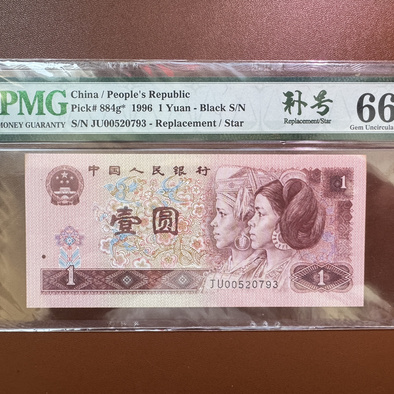 PMG
MONEY GUARANTY
China / People's Republic
Pick# 884g* 1996 1 Yuan - Black S/N
S/N JU00520793 - Replacement / Star
补号
Replacement/Star
66
Gem Uncircula
中国人民银行
壹圆
1
1
1
JU00520793